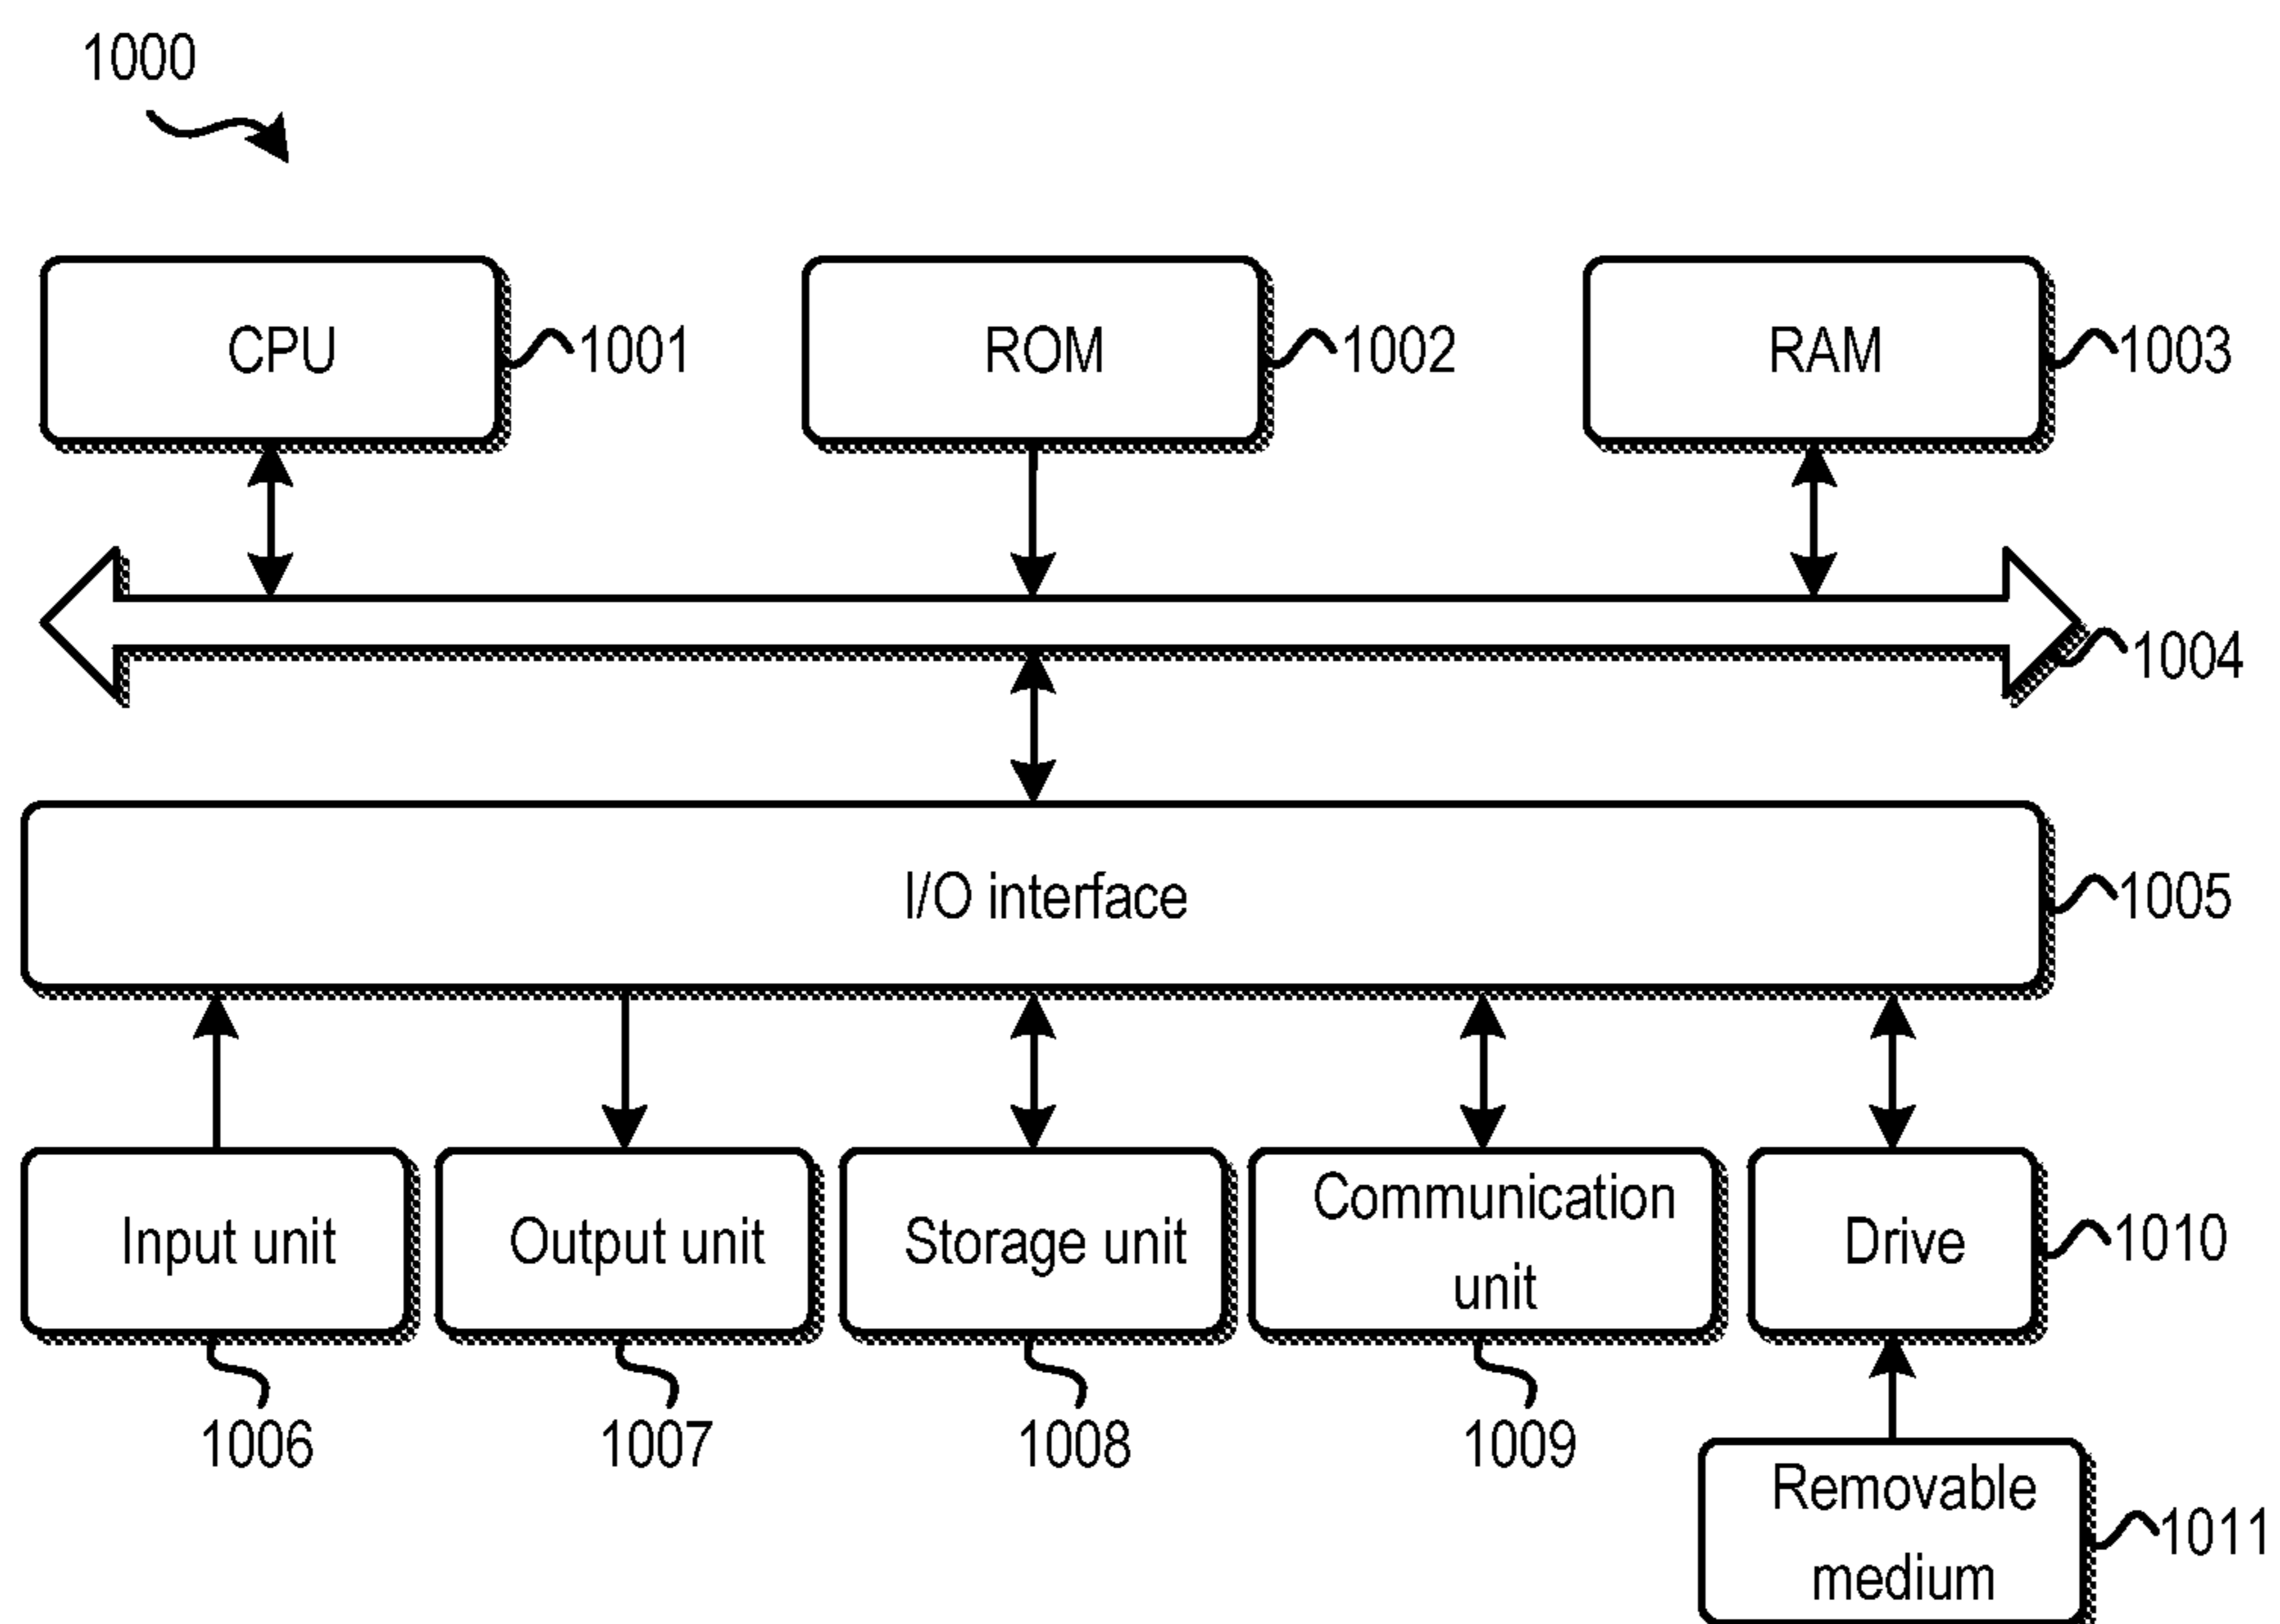 1000
CPU
1001
ROM
1002
RAM
1003
1004
I/O interface
1005
Input unit
Output unit
Storage unit
Communication
unit
Drive
1010
1006
1007
1008
1009
Removable
medium
1011